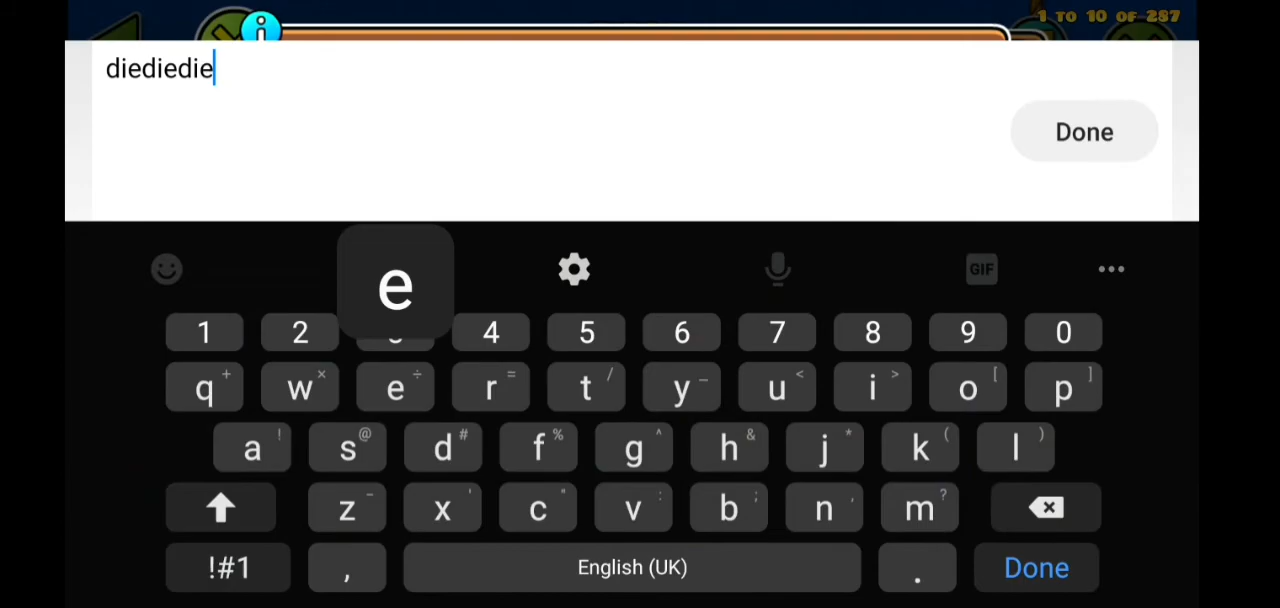 1 TO 10 OF 287
diediedie
Done
e
GIF
1 2 4 5 6 7 8 9 0
q + w × e ÷ r = t / y _ u < i > o [ p ]
a ! s @ d # f % g ^ h & j * k ( l )
z - x ' c " v : b ; n , m ?
!#1 , English (UK) . Done